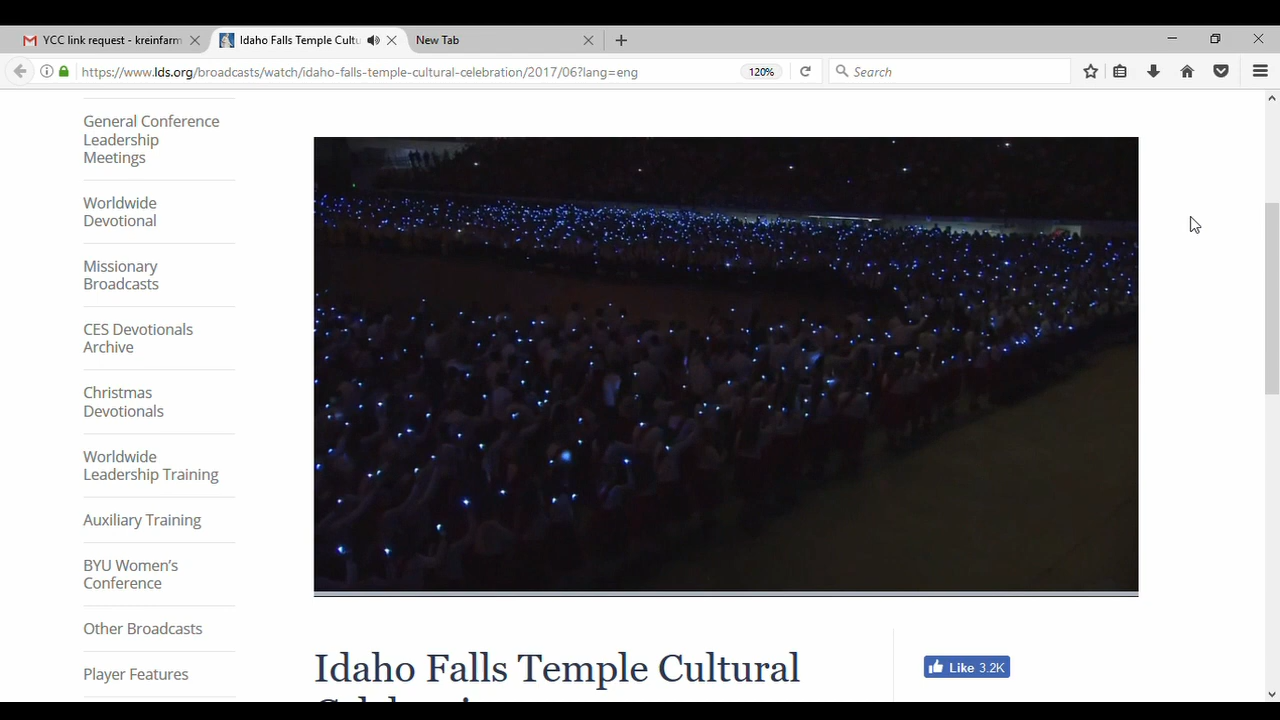 YCC link request - kreinfarm
Idaho Falls Temple Cultu
New Tab
https://www.lds.org/broadcasts/watch/idaho-falls-temple-cultural-celebration/2017/06?lang=eng
120%
Search
General Conference
Leadership
Meetings
Worldwide
Devotional
Missionary
Broadcasts
CES Devotionals
Archive
Christmas
Devotionals
Worldwide
Leadership Training
Auxiliary Training
BYU Women's
Conference
Other Broadcasts
Player Features
Idaho Falls Temple Cultural
Like 3.2K